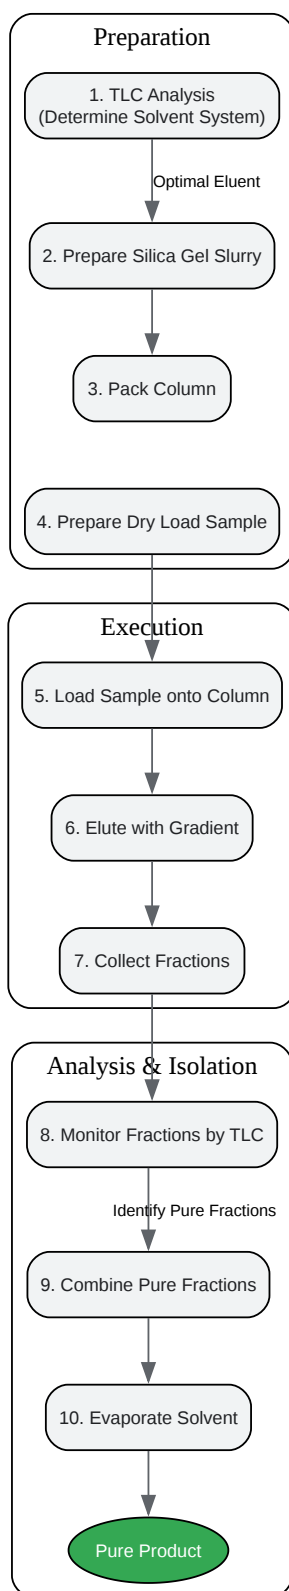 Preparation
1. TLC Analysis
(Determine Solvent System)
Optimal Eluent
2. Prepare Silica Gel Slurry
3. Pack Column
4. Prepare Dry Load Sample
Execution
5. Load Sample onto Column
6. Elute with Gradient
7. Collect Fractions
Analysis & Isolation
8. Monitor Fractions by TLC
Identify Pure Fractions
9. Combine Pure Fractions
10. Evaporate Solvent
Pure Product